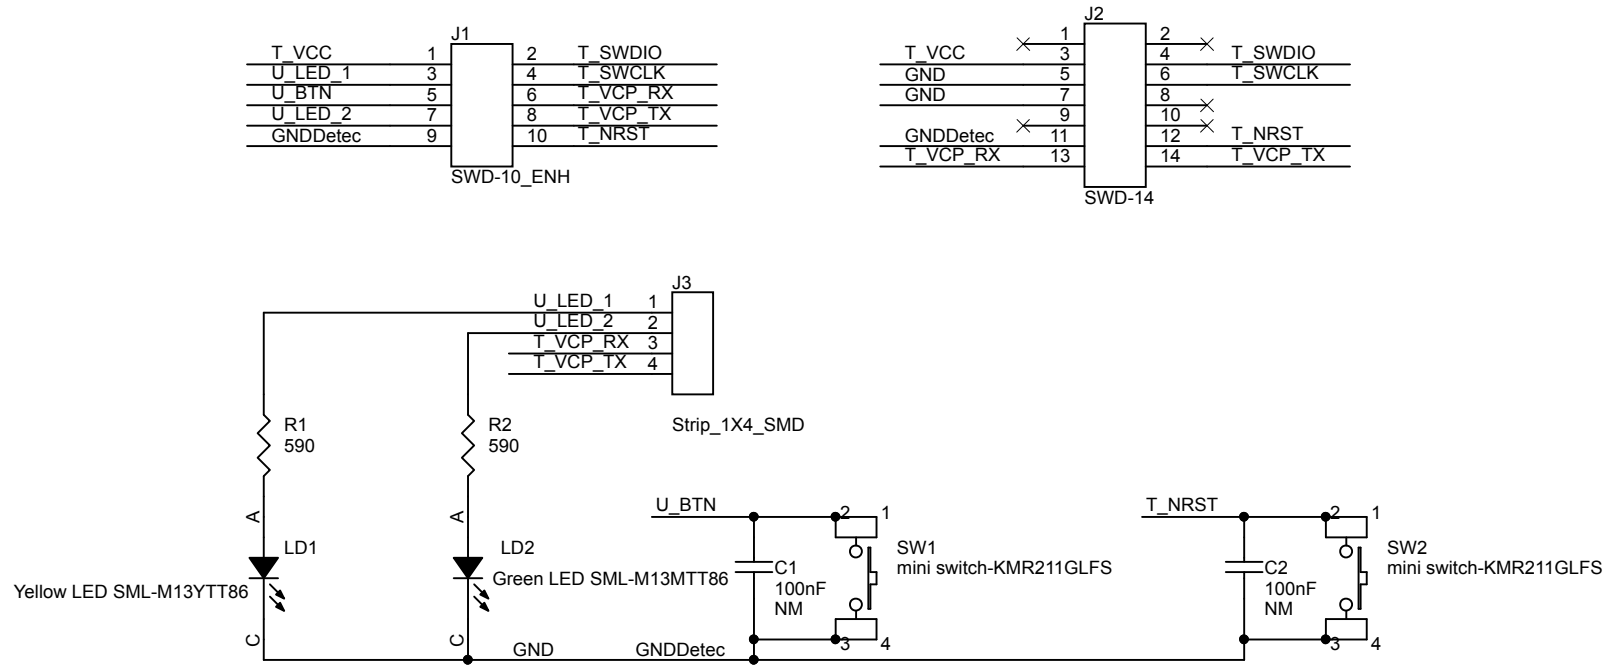 J1
T_VCC 1 2 T_SWDIO
U_LED_1 3 4 T_SWCLK
U_BTN 5 6 T_VCP_RX
U_LED_2 7 8 T_VCP_TX
GNDDetec 9 10 T_NRST
SWD-10_ENH
J2
1 2
T_VCC 3 4 T_SWDIO
GND 5 6 T_SWCLK
GND 7 8
9 10
GNDDetec 11 12 T_NRST
T_VCP_RX 13 14 T_VCP_TX
SWD-14
J3
U_LED_1 1
U_LED_2 2
T_VCP_RX 3
T_VCP_TX 4
Strip_1X4_SMD
R1
590
R2
590
A
LD1
Yellow LED SML-M13YTT86
C
A
LD2
Green LED SML-M13MTT86
C
GND GNDDetec
U_BTN
C1
100nF
NM
2 1
SW1
mini switch-KMR211GLFS
3 4
T_NRST
C2
100nF
NM
2 1
SW2
mini switch-KMR211GLFS
3 4